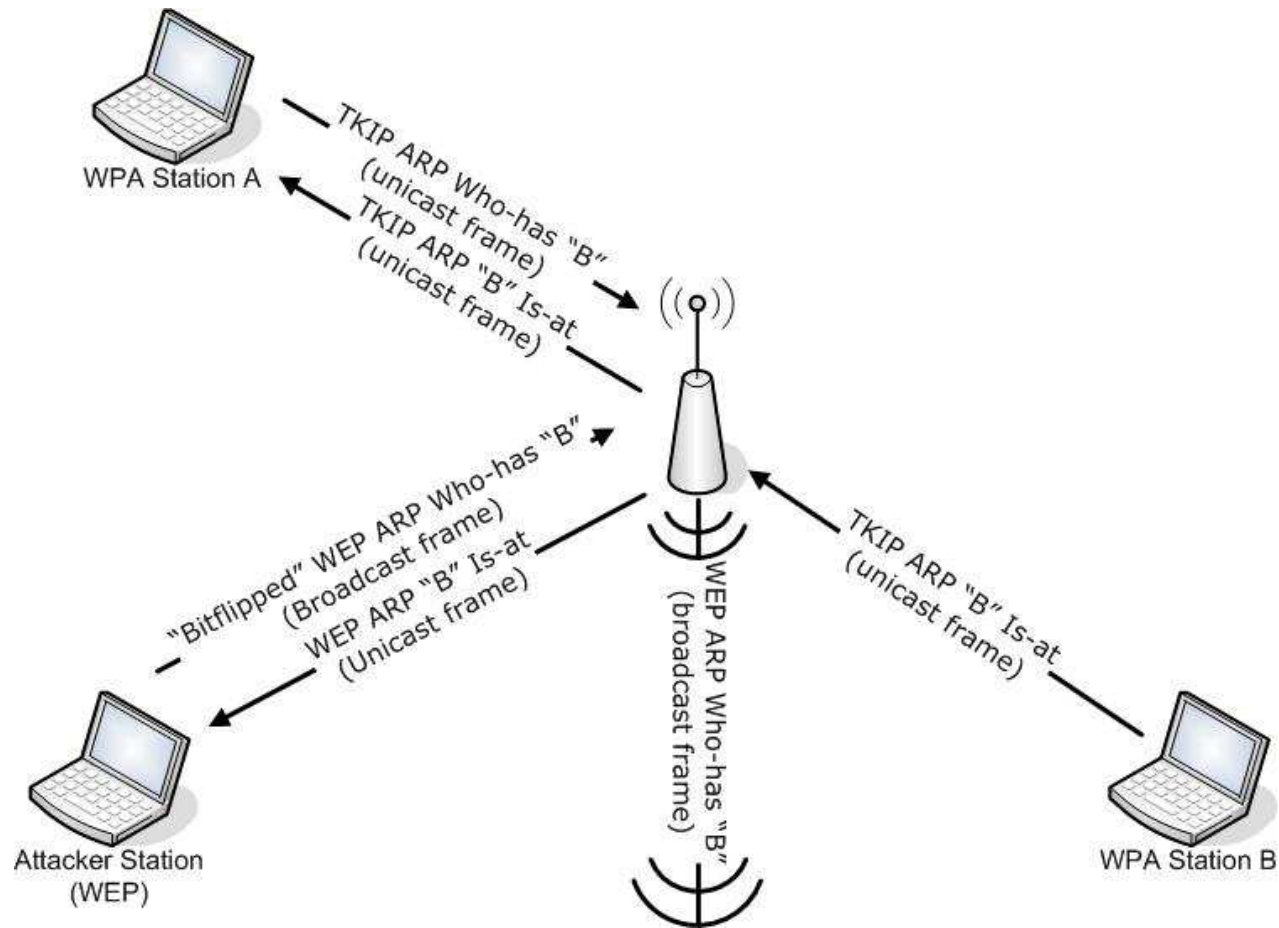 WPA Station A
TKIP ARP Who-has "B"
(unicast frame)
TKIP ARP "B" Is-at
(unicast frame)
"Bitflipped" WEP ARP Who-has "B"
(Broadcast frame)
WEP ARP "B" Is-at
(Unicast frame)
WEP ARP Who-has "B"
(broadcast frame)
TKIP ARP "B" Is-at
(unicast frame)
Attacker Station
(WEP)
WPA Station B